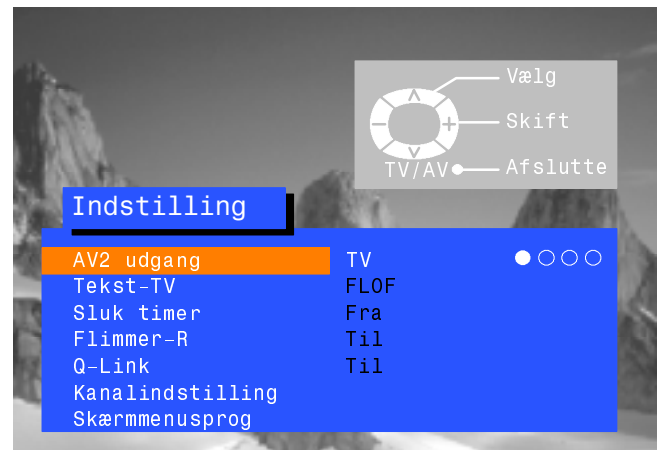 Vælg
Skift
TV/AV Afslutte
Indstilling
AV2 udgang TV
Tekst-TV FLOF
Sluk timer Fra
Flimmer-R Til
Q-Link Til
Kanalindstilling
Skærmmenusprog